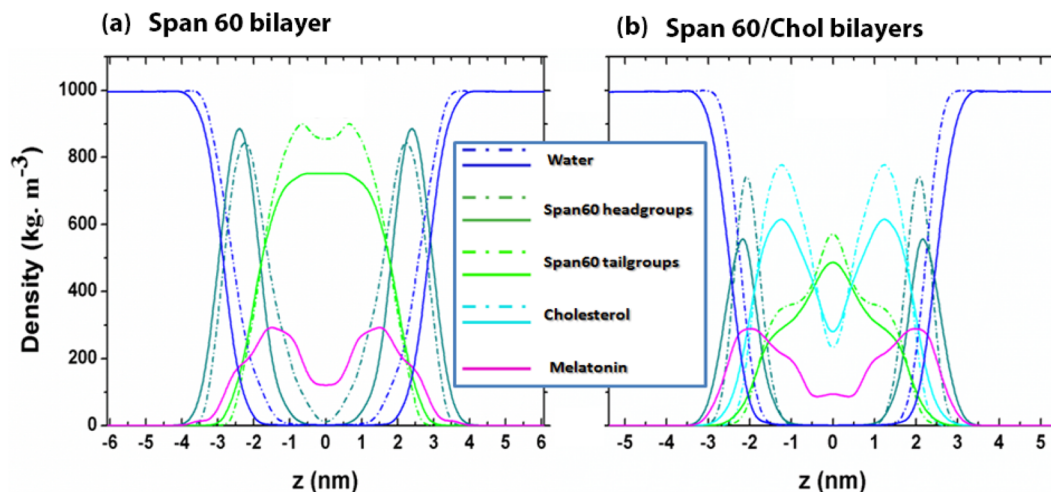 (a) Span 60 bilayer
(b) Span 60/Chol bilayers
Density (kg. m⁻³)
1000
800
600
400
200
0
Water
Span60 headgroups
Span60 tailgroups
Cholesterol
Melatonin
-6 -5 -4 -3 -2 -1 0 1 2 3 4 5 6
-5 -4 -3 -2 -1 0 1 2 3 4 5
z (nm)
z (nm)